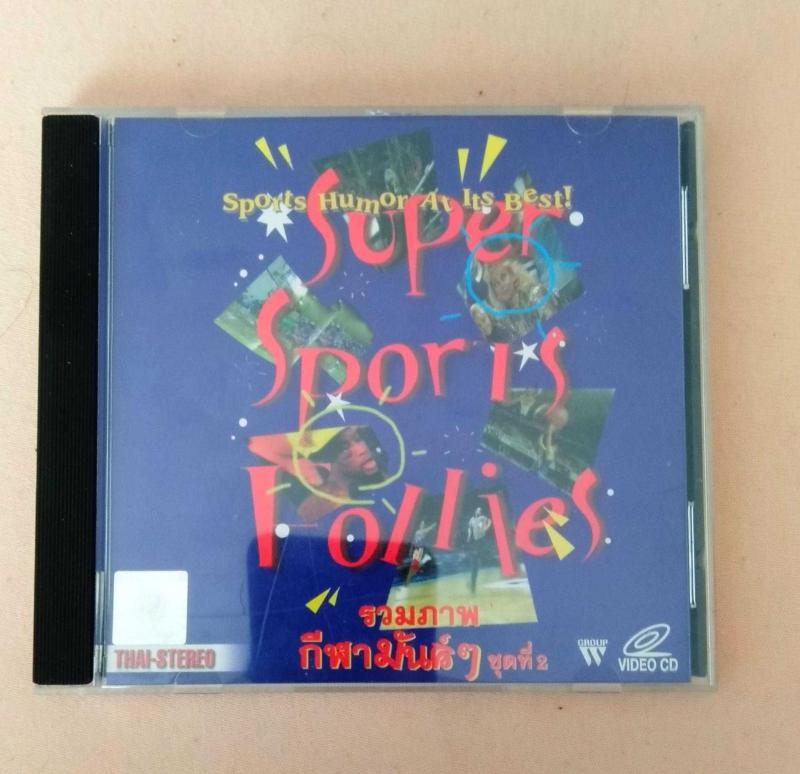 Sports Humor At Its Best!
Super
Sports
Follies
รวมภาพ
กีฬามันส์ๆ ชุดที่ 2
THAI-STEREO
GROUP
W
VIDEO CD